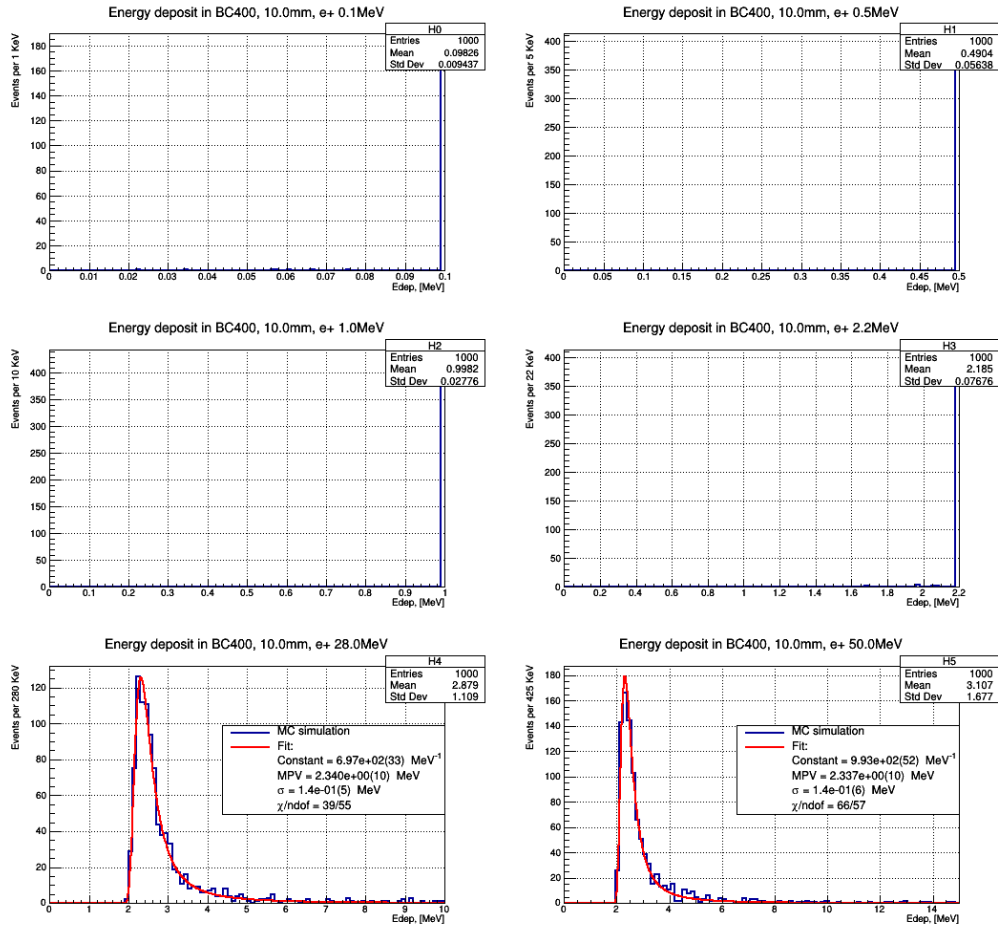 Energy deposit in BC400, 10.0mm, e+ 0.1MeV
H0
Entries 1000
Mean 0.09826
Std Dev 0.009437
Events per 1 KeV
180
160
140
120
100
80
60
40
20
0
0 0.01 0.02 0.03 0.04 0.05 0.06 0.07 0.08 0.09 0.1
Edep, [MeV]
Energy deposit in BC400, 10.0mm, e+ 0.5MeV
H1
Entries 1000
Mean 0.4904
Std Dev 0.05638
Events per 5 KeV
400
350
300
250
200
150
100
50
0
0 0.05 0.1 0.15 0.2 0.25 0.3 0.35 0.4 0.45 0.5
Edep, [MeV]
Energy deposit in BC400, 10.0mm, e+ 1.0MeV
H2
Entries 1000
Mean 0.9982
Std Dev 0.02776
Events per 10 KeV
400
350
300
250
200
150
100
50
0
0 0.1 0.2 0.3 0.4 0.5 0.6 0.7 0.8 0.9 1
Edep, [MeV]
Energy deposit in BC400, 10.0mm, e+ 2.2MeV
H3
Entries 1000
Mean 2.185
Std Dev 0.07676
Events per 22 KeV
400
350
300
250
200
150
100
50
0
0 0.2 0.4 0.6 0.8 1 1.2 1.4 1.6 1.8 2 2.2
Edep, [MeV]
Energy deposit in BC400, 10.0mm, e+ 28.0MeV
H4
Entries 1000
Mean 2.879
Std Dev 1.109
Events per 280 KeV
120
100
80
60
40
20
0
MC simulation
Fit:
Constant = 6.97e+02(33) MeV⁻¹
MPV = 2.340e+00(10) MeV
σ = 1.4e-01(5) MeV
χ/ndof = 39/55
0 1 2 3 4 5 6 7 8 9 10
Edep, [MeV]
Energy deposit in BC400, 10.0mm, e+ 50.0MeV
H5
Entries 1000
Mean 3.107
Std Dev 1.677
Events per 425 KeV
180
160
140
120
100
80
60
40
20
0
MC simulation
Fit:
Constant = 9.93e+02(52) MeV⁻¹
MPV = 2.337e+00(10) MeV
σ = 1.4e-01(6) MeV
χ/ndof = 66/57
0 2 4 6 8 10 12 14
Edep, [MeV]